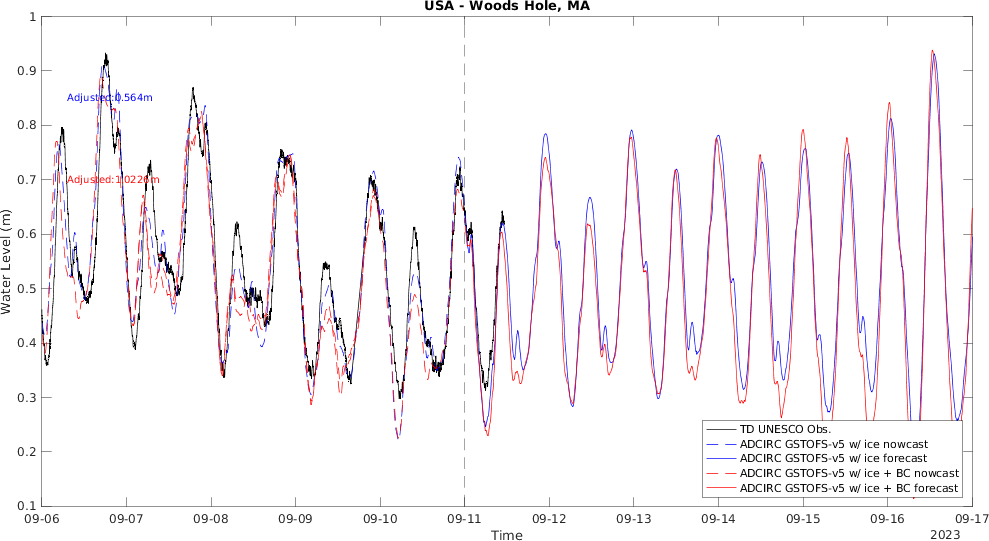 USA - Woods Hole, MA
1
0.9
0.8
0.7
0.6
0.5
0.4
0.3
0.2
0.1
Water Level (m)
Adjusted:0.564m
Adjusted:1.0226m
TD UNESCO Obs.
ADCIRC GSTOFS-v5 w/ ice nowcast
ADCIRC GSTOFS-v5 w/ ice forecast
ADCIRC GSTOFS-v5 w/ ice + BC nowcast
ADCIRC GSTOFS-v5 w/ ice + BC forecast
09-06 09-07 09-08 09-09 09-10 09-11 09-12 09-13 09-14 09-15 09-16 09-17
Time
2023